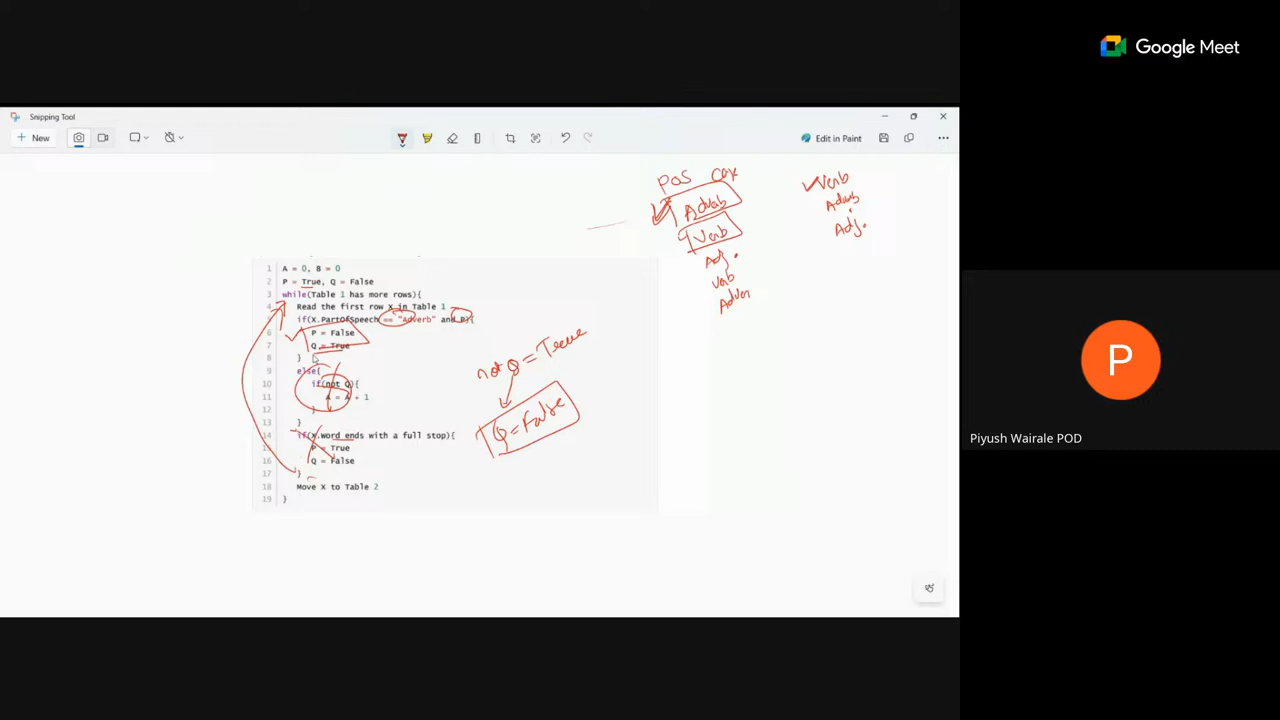 Google Meet
Snipping Tool
New
Edit in Paint
POS
Adverb
Verb
Adj.
Verb
Verb
Adverb
Adj.
1 A = 0, B = 0
2 P = True, Q = False
3 while(Table 1 has more rows){
4 Read the first row X in Table 1
if(X.PartOfSpeech == "Adverb" and P){
6 P = False
7 Q = True
8 }
9 else{
10 if(not Q){
11 A = A + 1
12 }
13 }
14 if(X.word ends with a full stop){
15 P = True
16 Q = False
17 }
18 Move X to Table 2
19 }
not Q = True
Q = False
P
Piyush Wairale POD